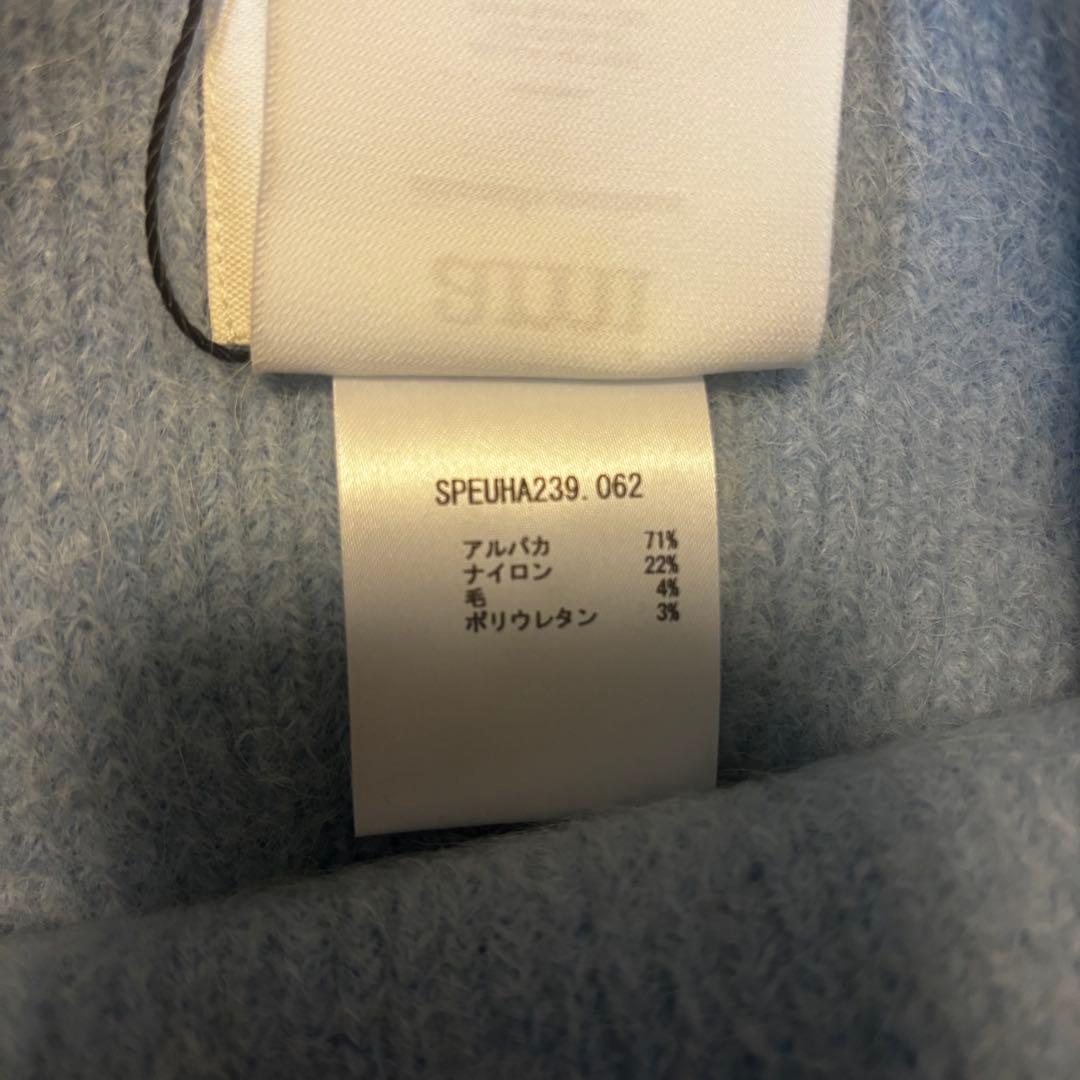 SPEUHA239.062
アルパカ 71%
ナイロン 22%
毛 4%
ポリウレタン 3%